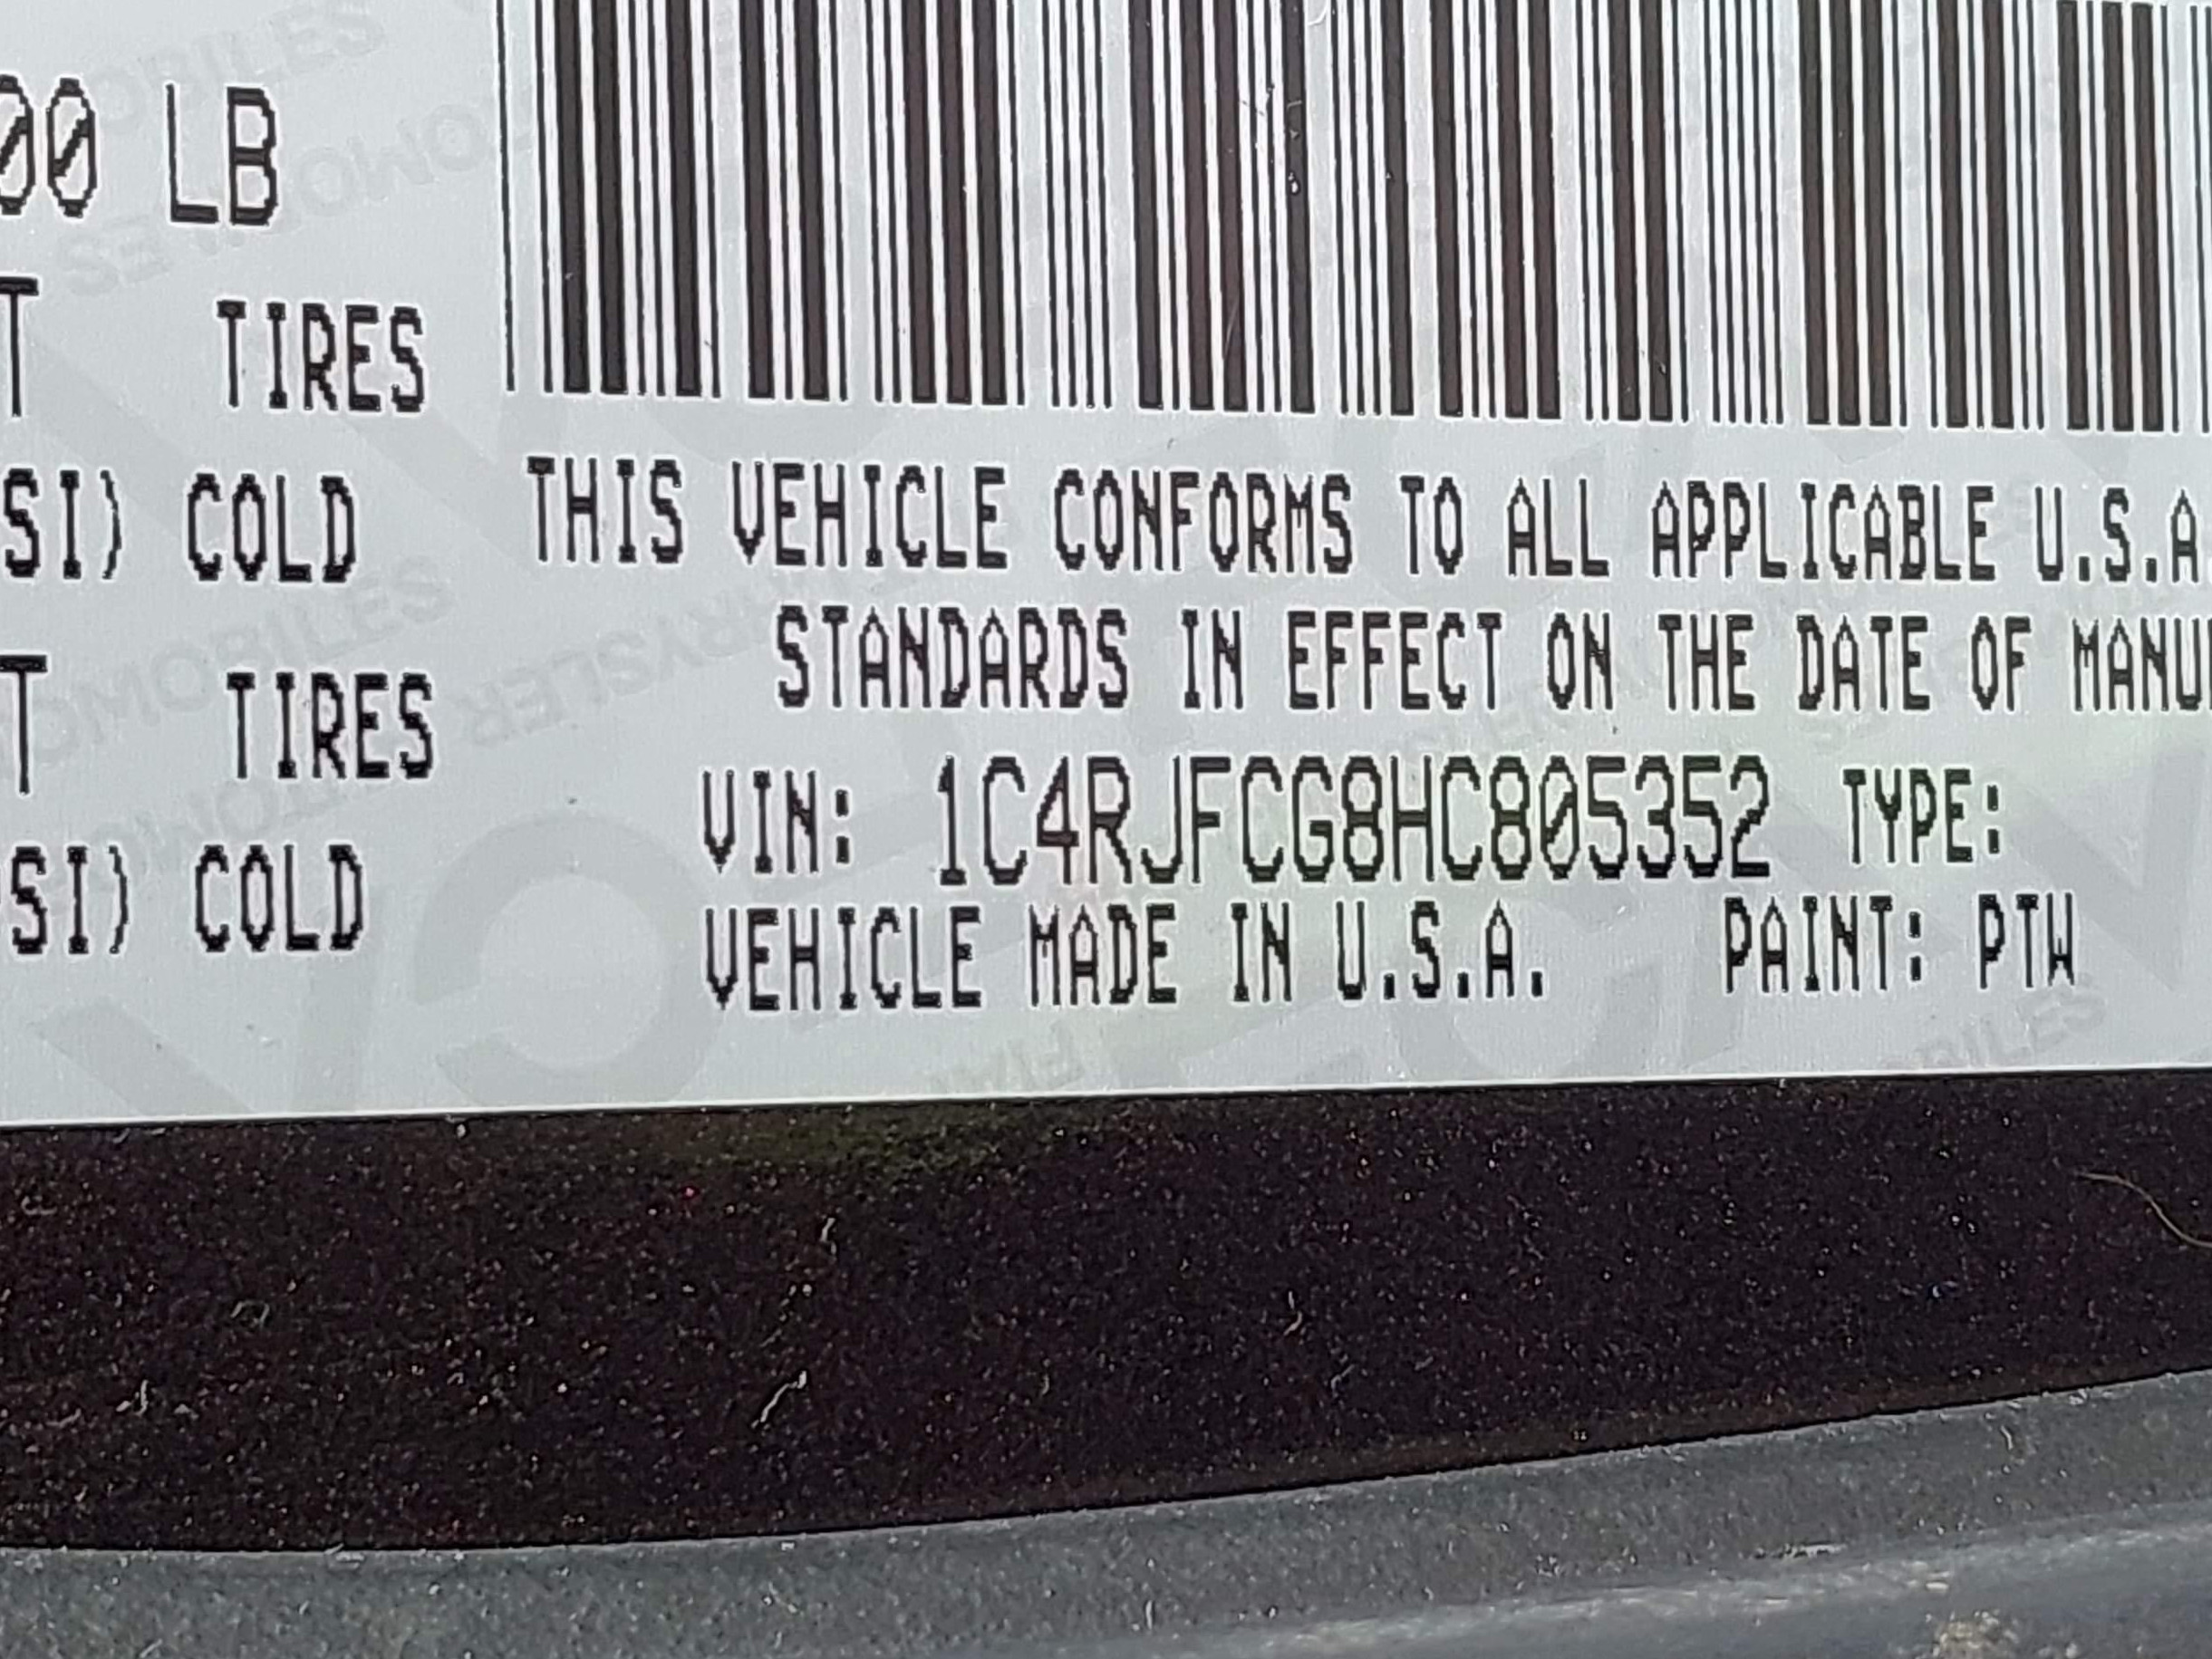 00 LB
T TIRES
SI) COLD
T TIRES
SI) COLD
THIS VEHICLE CONFORMS TO ALL APPLICABLE U.S.A
STANDARDS IN EFFECT ON THE DATE OF MANU
VIN: 1C4RJFCG8HC805352 TYPE:
VEHICLE MADE IN U.S.A. PAINT: PTW